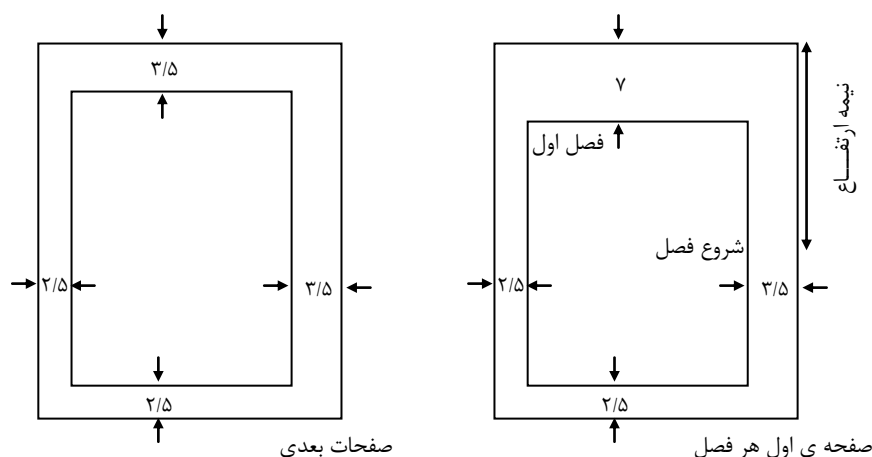 ۷
نیمه ارتفـــاع
فصل اول
شروع فصل
۳/۵
۲/۵
۲/۵
صفحه ی اول هر فصل
۳/۵
۳/۵
۲/۵
۲/۵
صفحات بعدی